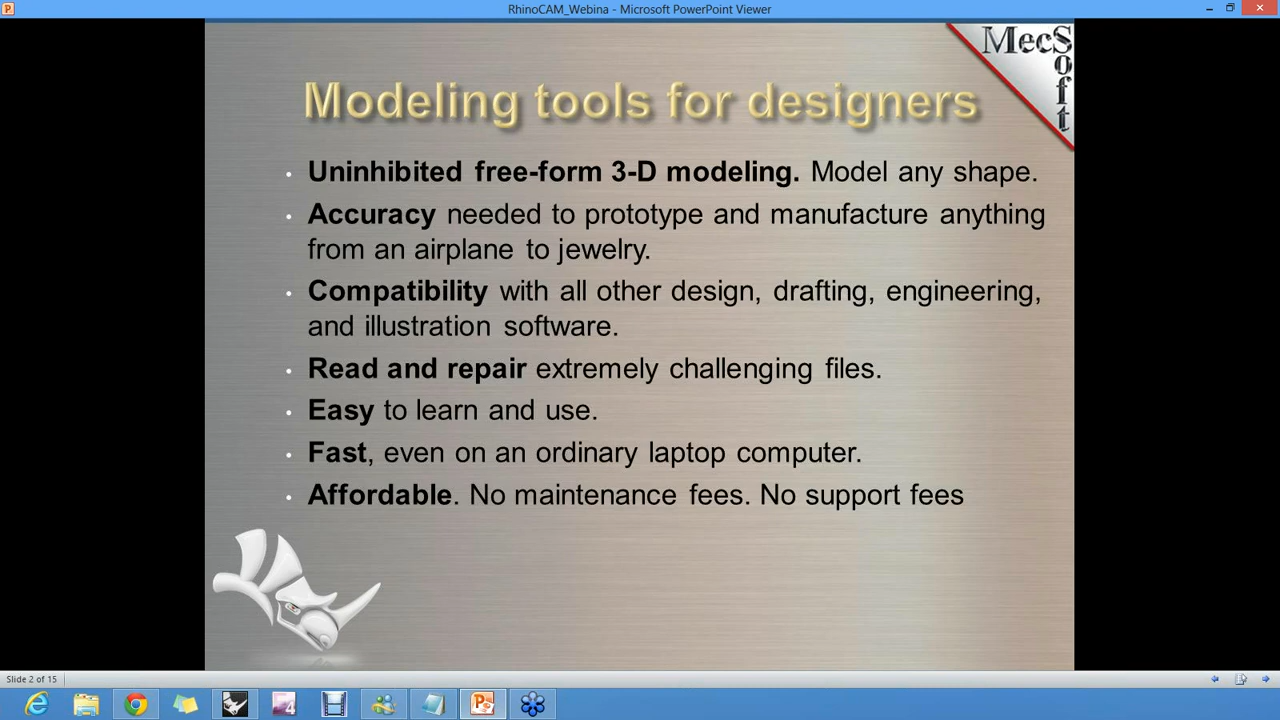 RhinoCAM_Webina - Microsoft PowerPoint Viewer
MecSoft
Modeling tools for designers
Uninhibited free-form 3-D modeling. Model any shape.
Accuracy needed to prototype and manufacture anything
from an airplane to jewelry.
Compatibility with all other design, drafting, engineering,
and illustration software.
Read and repair extremely challenging files.
Easy to learn and use.
Fast, even on an ordinary laptop computer.
Affordable. No maintenance fees. No support fees
Slide 2 of 15
4